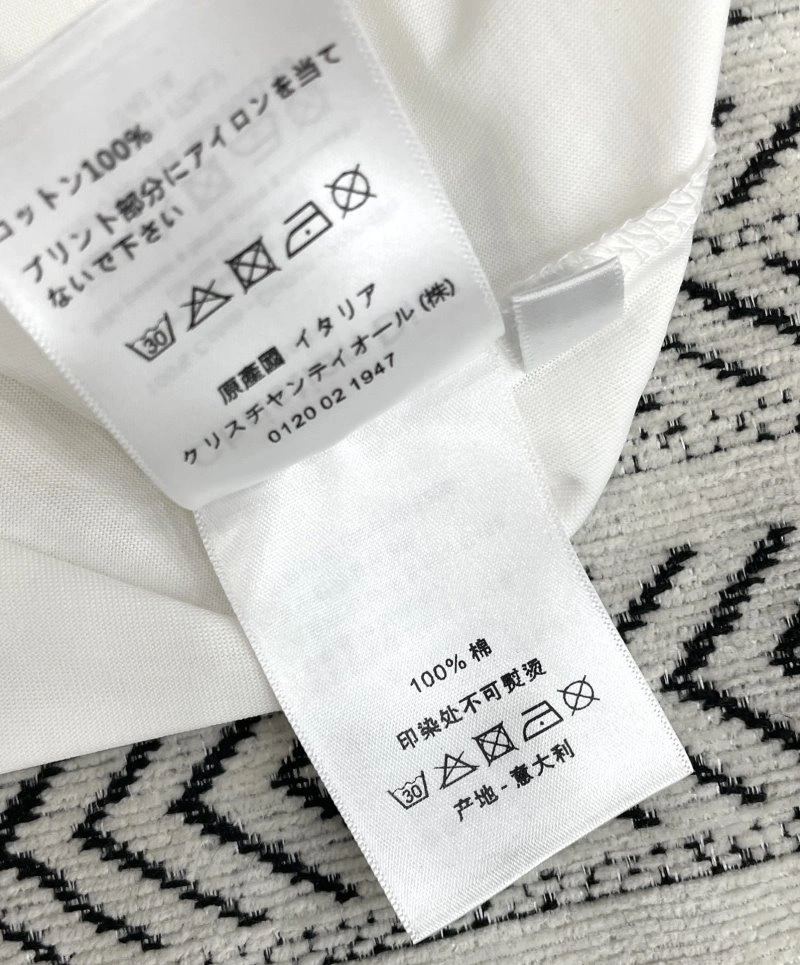 コットン100%
プリント部分にアイロンを当て
ないで下さい
30
原産國 イタリア
クリスチャンディオール (株)
0120 02 1947
100% 棉
印染处不可熨烫
30
产地 - 意大利